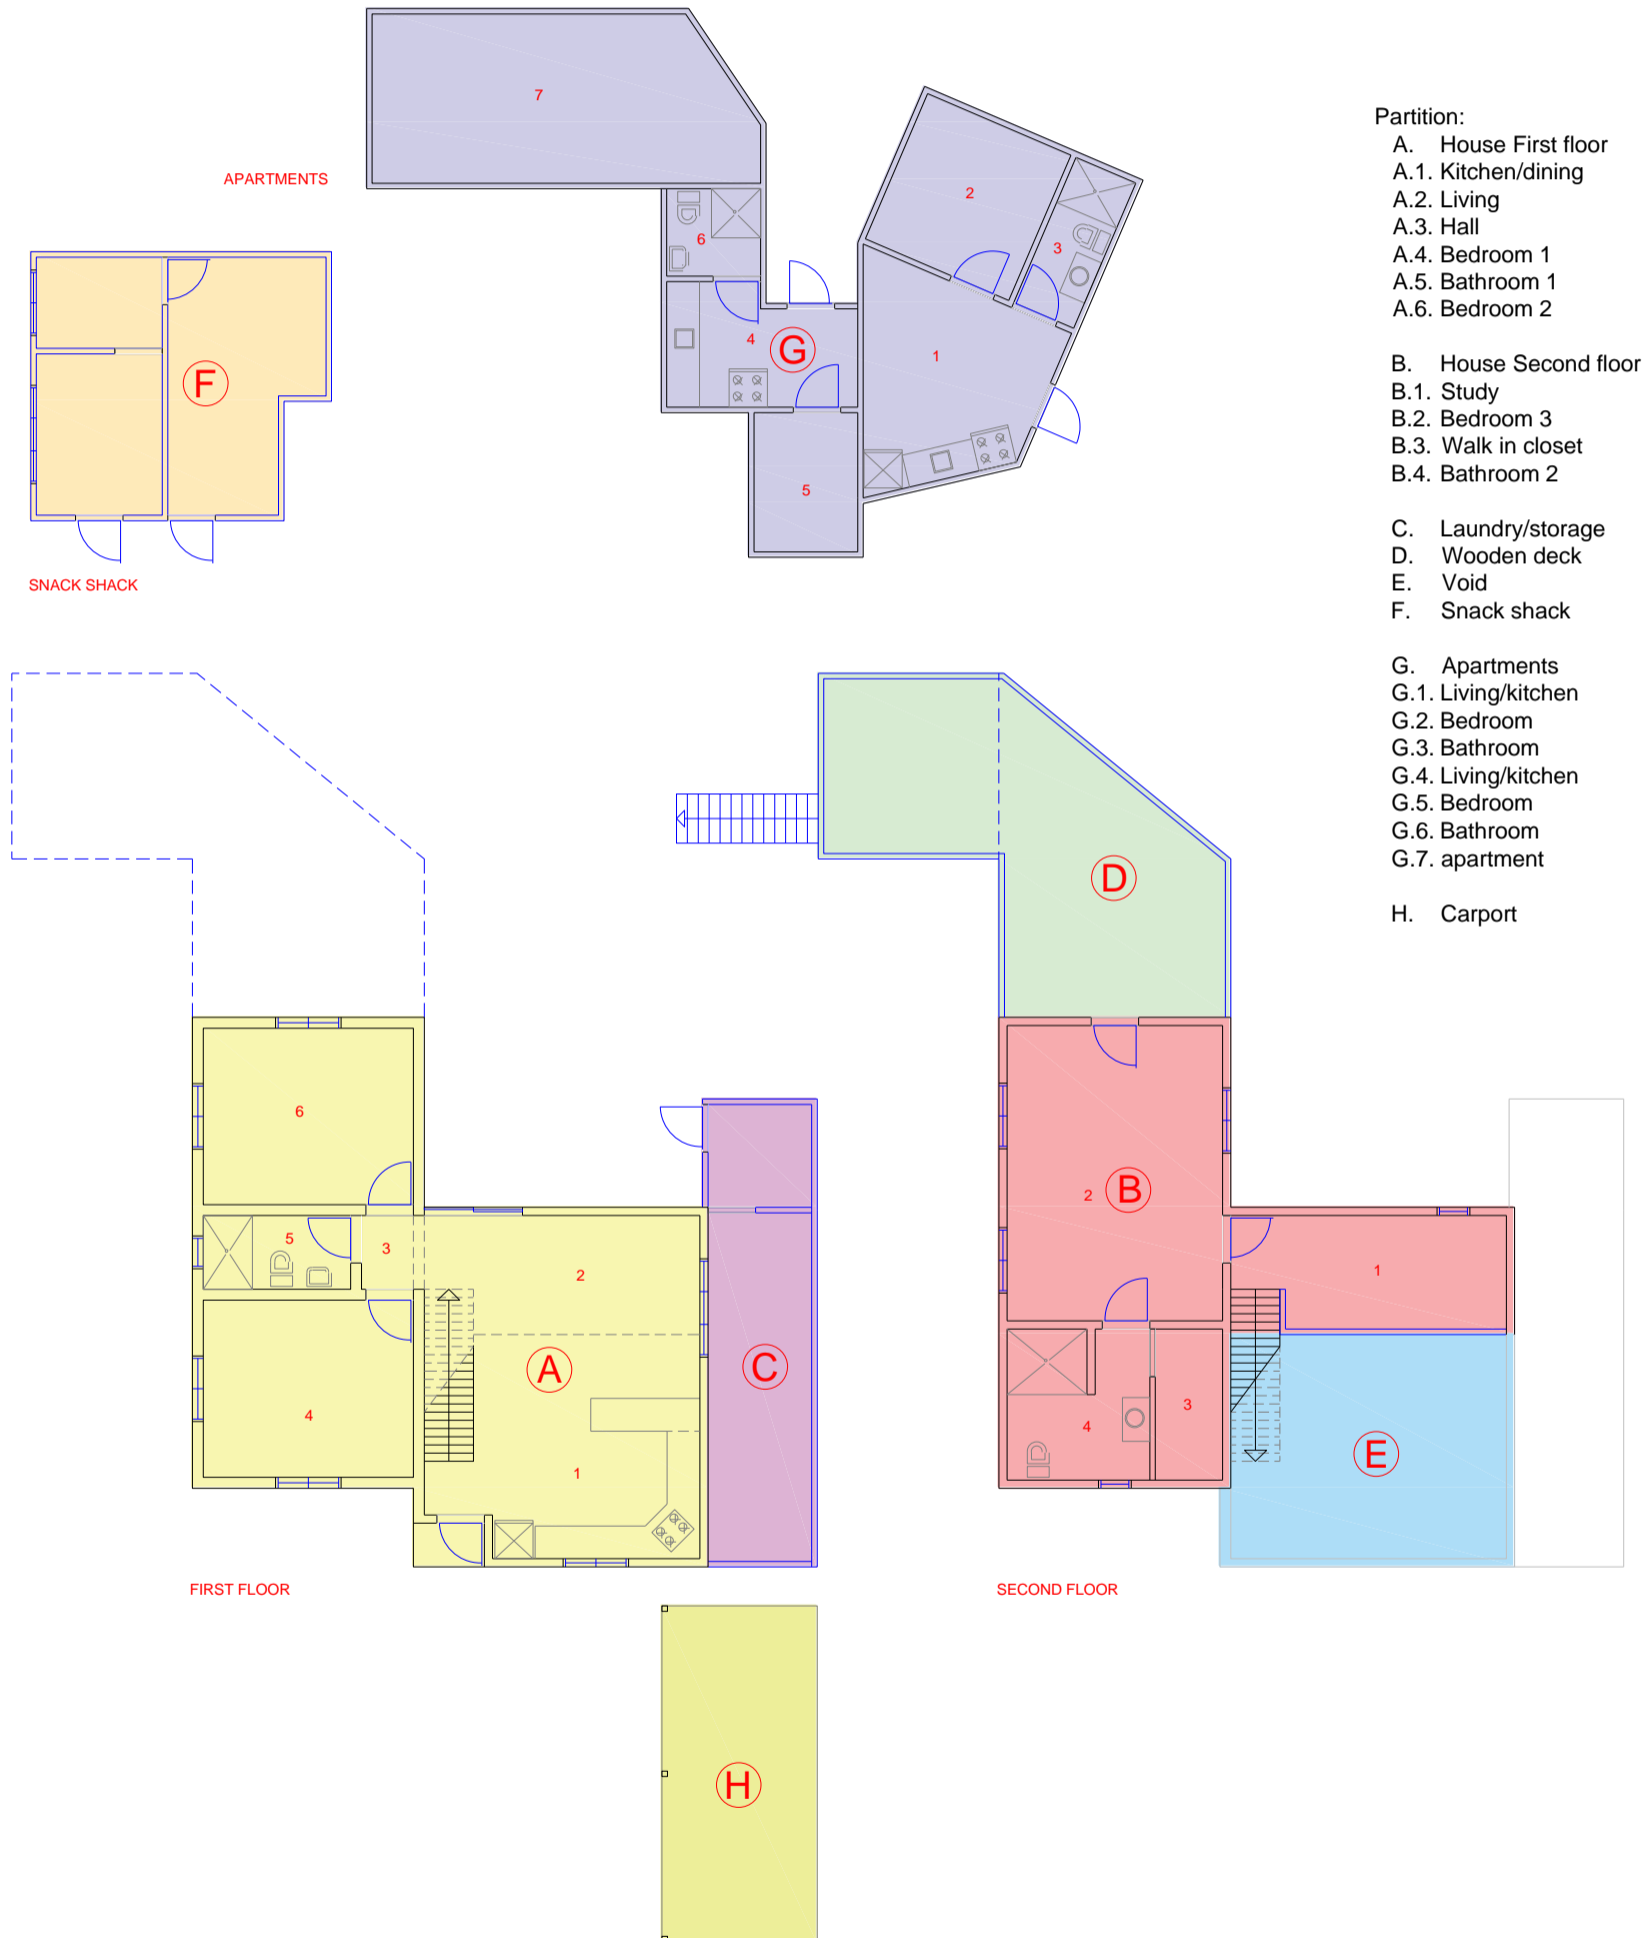 7
APARTMENTS
2
6
3
4
G
1
F
5
SNACK SHACK
Partition:
A. House First floor
A.1. Kitchen/dining
A.2. Living
A.3. Hall
A.4. Bedroom 1
A.5. Bathroom 1
A.6. Bedroom 2
B. House Second floor
B.1. Study
B.2. Bedroom 3
B.3. Walk in closet
B.4. Bathroom 2
C. Laundry/storage
D. Wooden deck
E. Void
F. Snack shack
G. Apartments
G.1. Living/kitchen
G.2. Bedroom
G.3. Bathroom
G.4. Living/kitchen
G.5. Bedroom
G.6. Bathroom
G.7. apartment
H. Carport
6
5
3
2
A
C
4
1
FIRST FLOOR
D
2
B
1
3
4
E
SECOND FLOOR
H